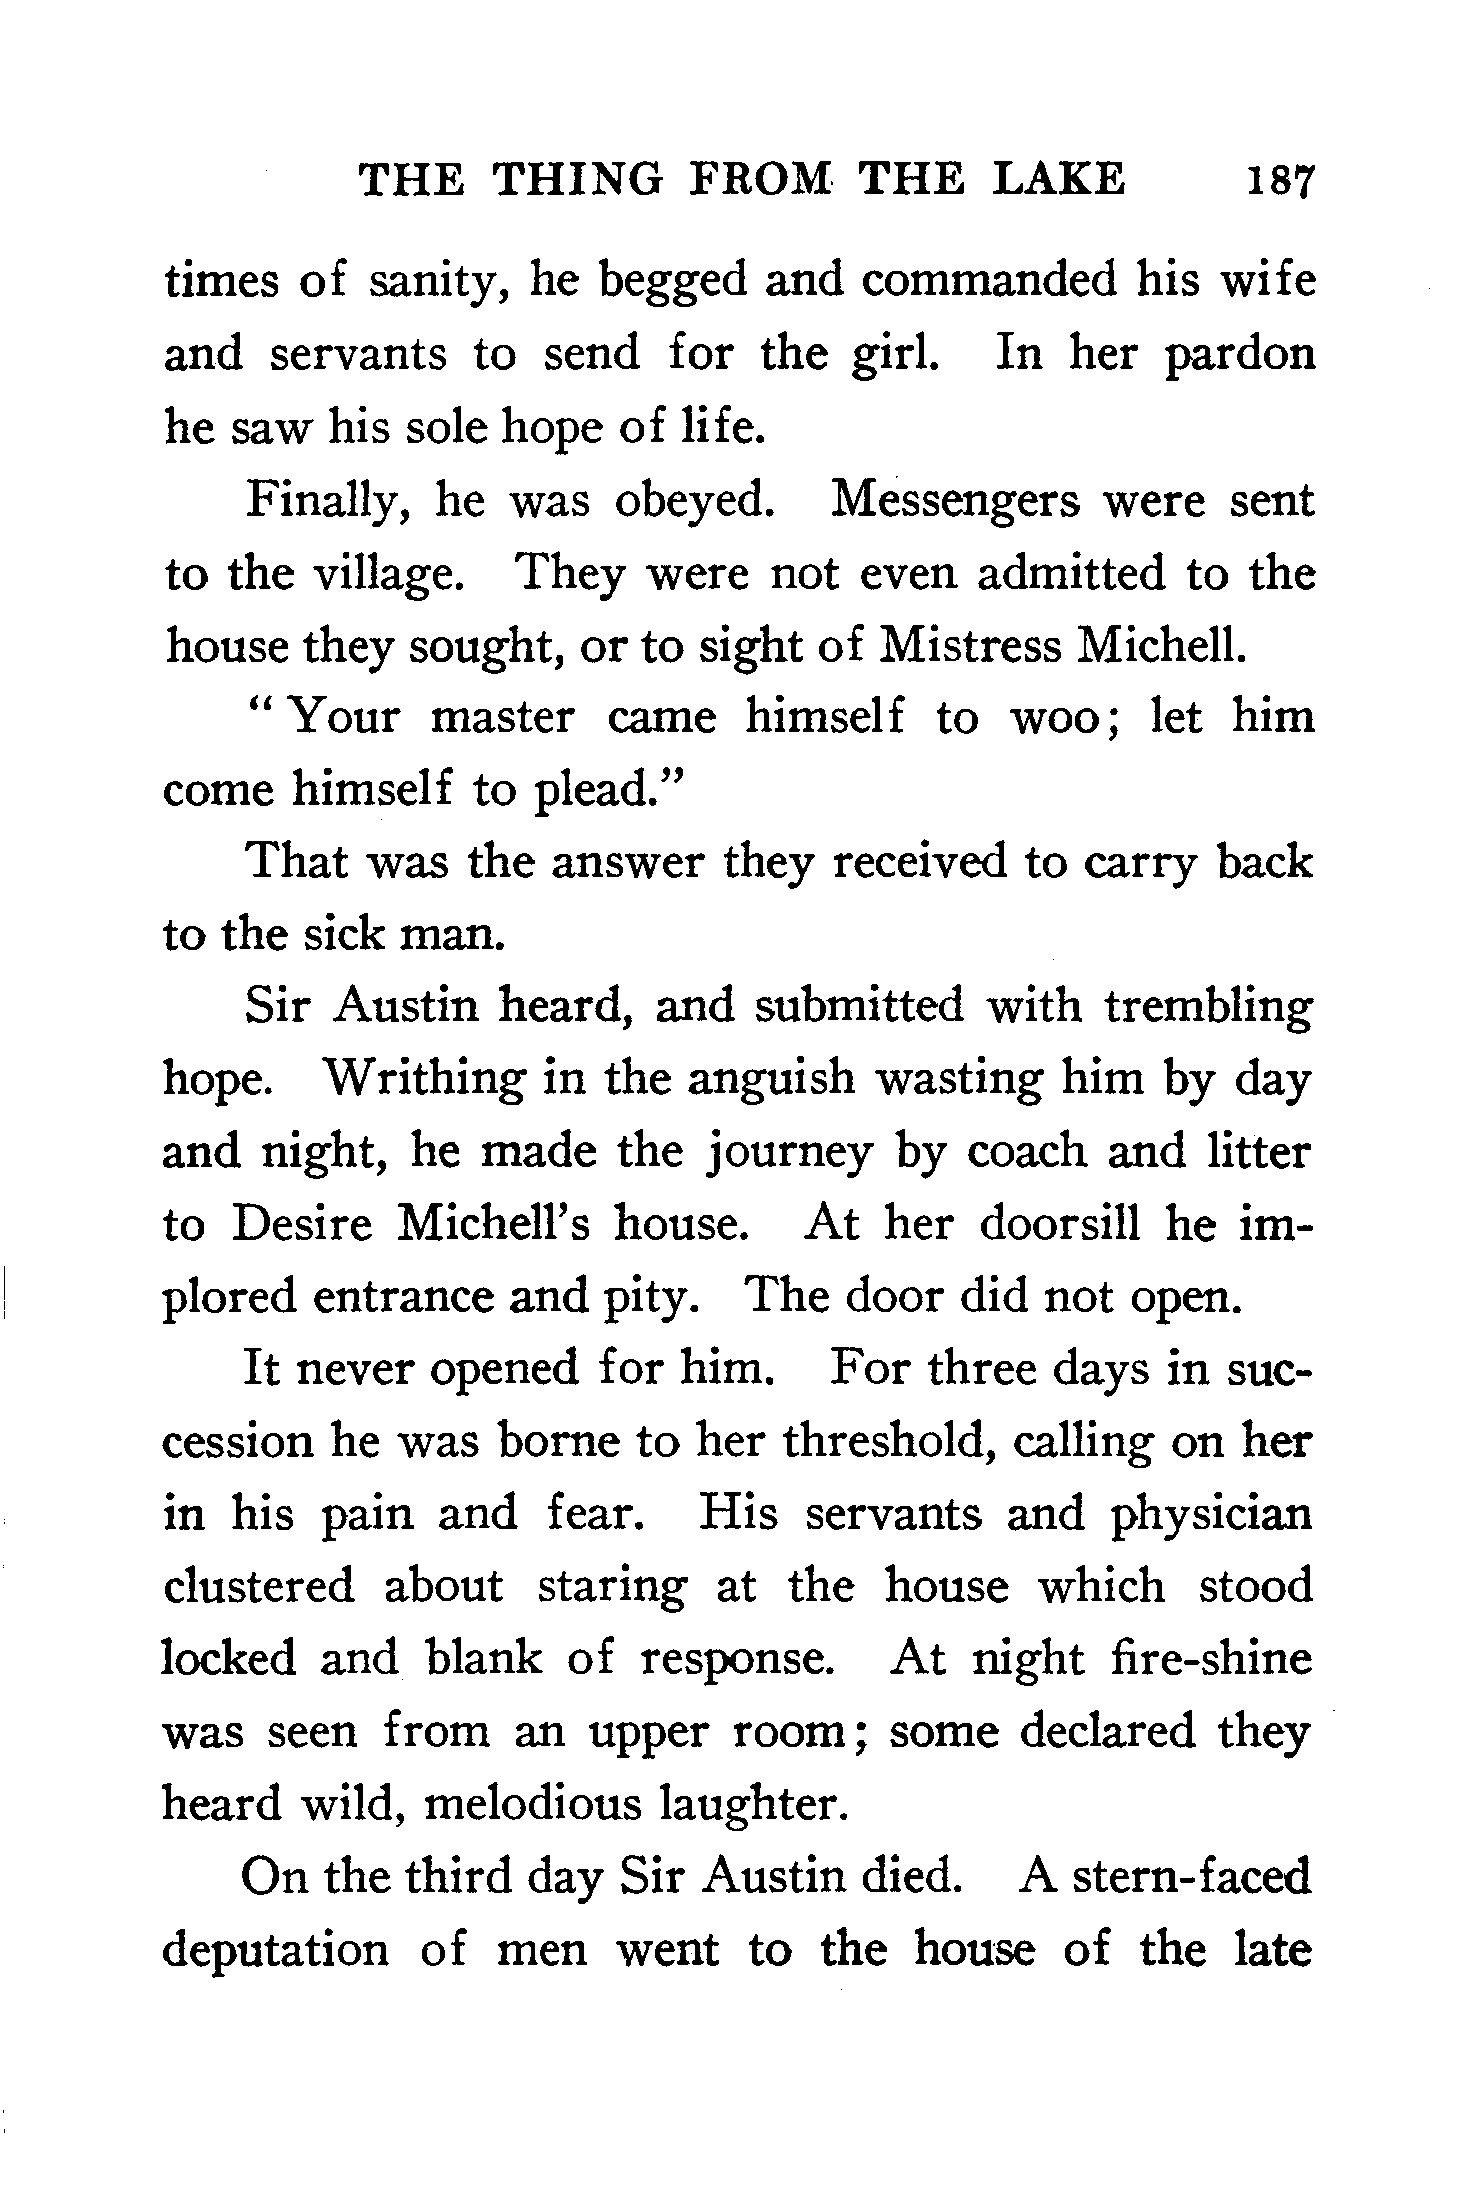 THE THING FROM THE LAKE 187
times of sanity, he begged and commanded his wife
and servants to send for the girl. In her pardon
he saw his sole hope of life.
Finally, he was obeyed. Messengers were sent
to the village. They were not even admitted to the
house they sought, or to sight of Mistress Michell.
“ Your master came himself to woo; let him
come himself to plead.”
That was the answer they received to carry back
to the sick man.
Sir Austin heard, and submitted with trembling
hope. Writhing in the anguish wasting him by day
and night, he made the journey by coach and litter
to Desire Michell’s house. At her doorsill he im-
plored entrance and pity. The door did not open.
It never opened for him. For three days in suc-
cession he was borne to her threshold, calling on her
in his pain and fear. His servants and physician
clustered about staring at the house which stood
locked and blank of response. At night fire-shine
was seen from an upper room; some declared they
heard wild, melodious laughter.
On the third day Sir Austin died. A stern-faced
deputation of men went to the house of the late